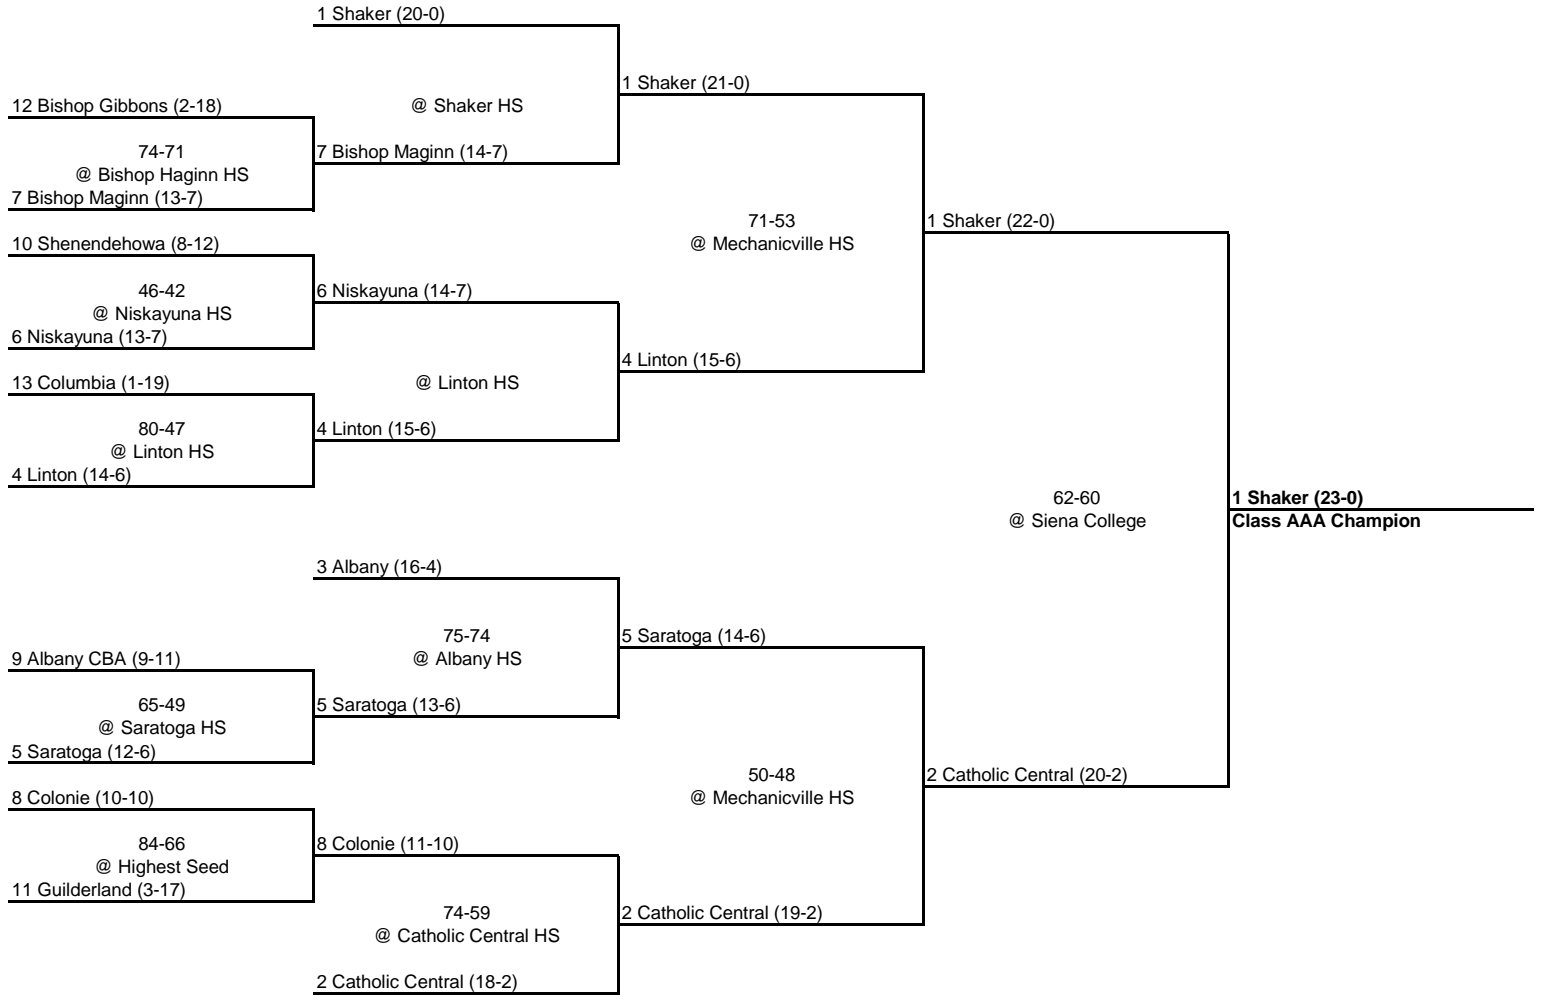 1 Shaker (20-0)
1 Shaker (21-0)
12 Bishop Gibbons (2-18)
@ Shaker HS
74-71
@ Bishop Haginn HS
7 Bishop Maginn (14-7)
7 Bishop Maginn (13-7)
71-53
@ Mechanicville HS
1 Shaker (22-0)
10 Shenendehowa (8-12)
46-42
@ Niskayuna HS
6 Niskayuna (14-7)
6 Niskayuna (13-7)
4 Linton (15-6)
13 Columbia (1-19)
@ Linton HS
80-47
@ Linton HS
4 Linton (15-6)
4 Linton (14-6)
62-60
@ Siena College
1 Shaker (23-0)
Class AAA Champion
3 Albany (16-4)
75-74
@ Albany HS
5 Saratoga (14-6)
9 Albany CBA (9-11)
65-49
@ Saratoga HS
5 Saratoga (13-6)
5 Saratoga (12-6)
50-48
@ Mechanicville HS
2 Catholic Central (20-2)
8 Colonie (10-10)
84-66
@ Highest Seed
8 Colonie (11-10)
11 Guilderland (3-17)
74-59
@ Catholic Central HS
2 Catholic Central (19-2)
2 Catholic Central (18-2)